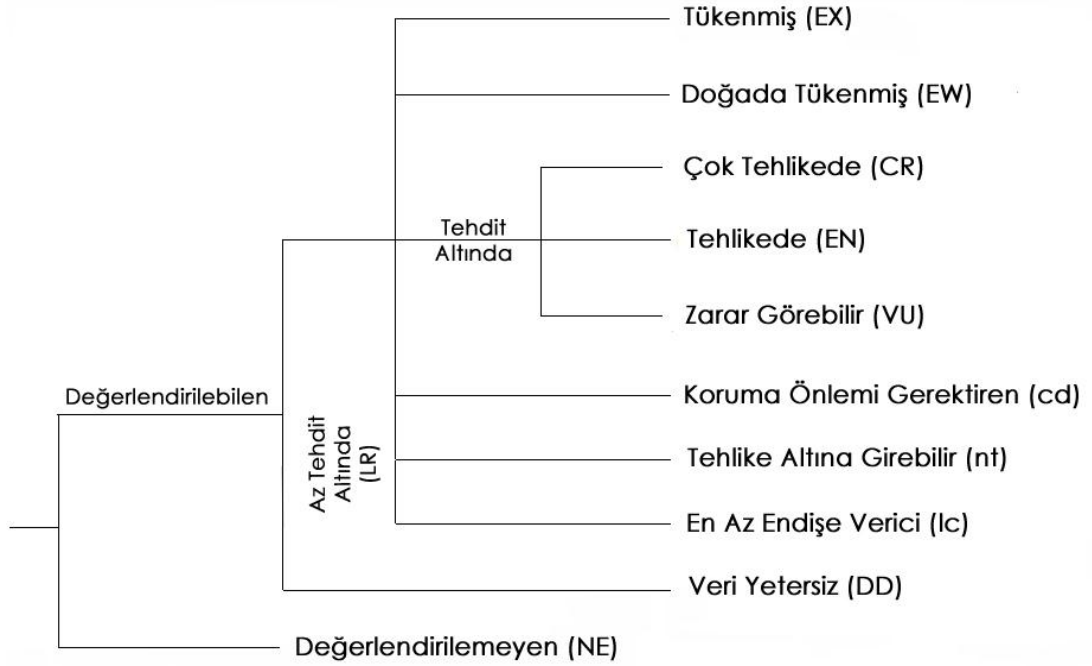 Tükenmiş (EX)
Doğada Tükenmiş (EW)
Çok Tehlikede (CR)
Tehdit
Altında
Tehlikede (EN)
Zarar Görebilir (VU)
Değerlendirilebilen
Az Tehdit
Altında
(LR)
Koruma Önlemi Gerektiren (cd)
Tehlike Altına Girebilir (nt)
En Az Endişe Verici (lc)
Veri Yetersiz (DD)
Değerlendirilemeyen (NE)